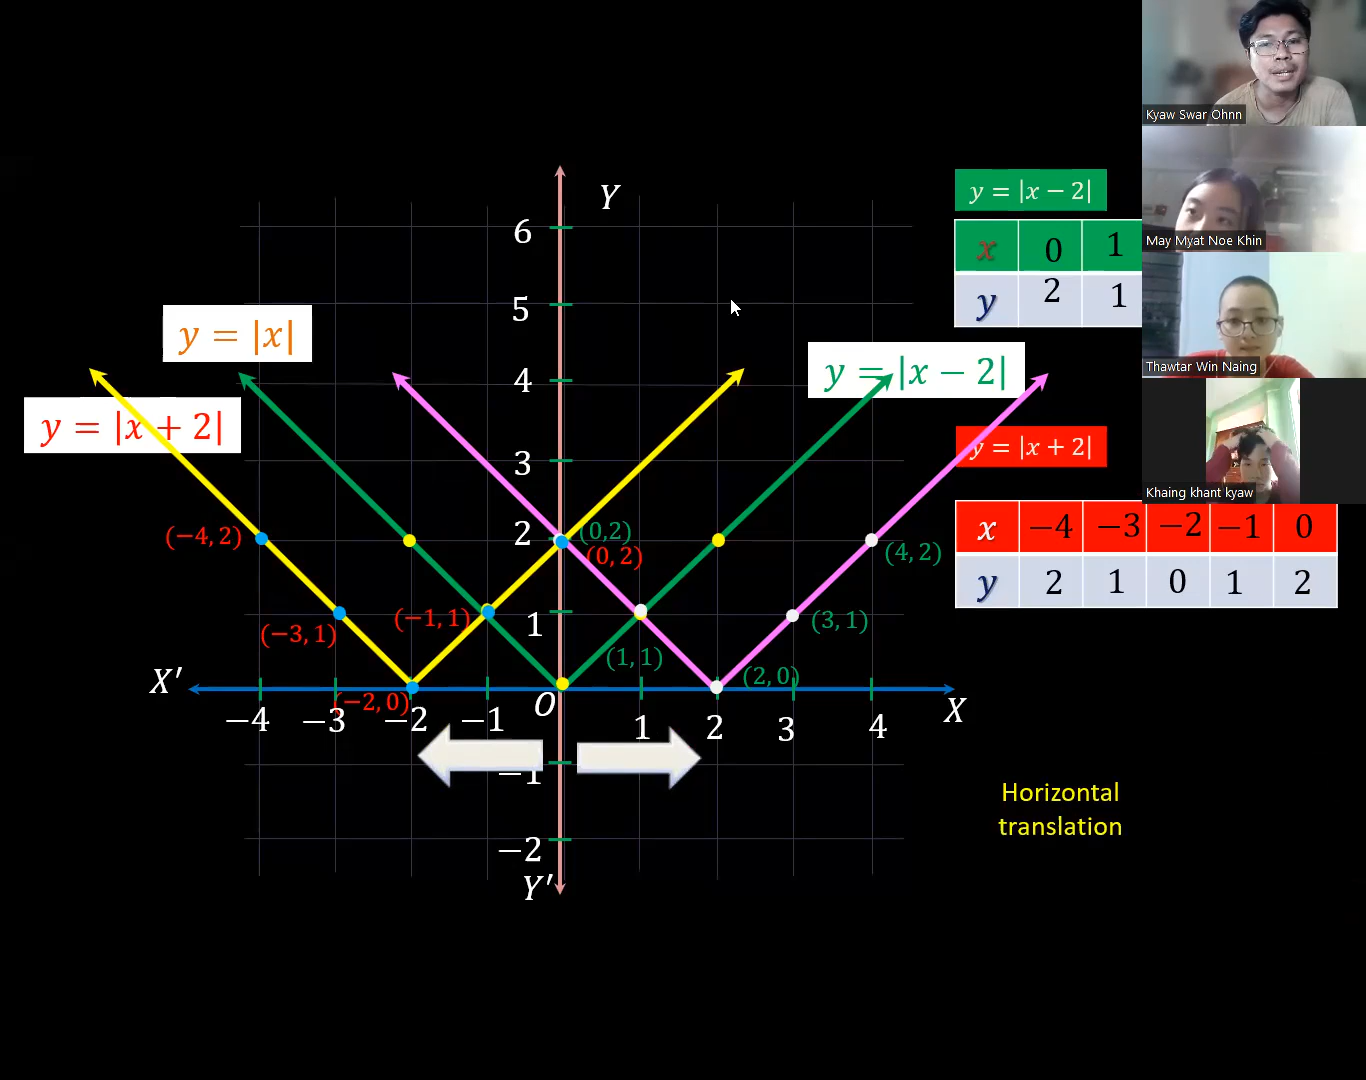 Kyaw Swar Ohnn
May Myat Noe Khin
Thawtar Win Naing
Khaing khant kyaw
Y
6
5
4
3
2
1
−1
−2
Y′
X′
−4 −3 −2 −1 O 1 2 3 4
X
y = |x|
y = |x + 2|
y = |x − 2|
(−4, 2)
(−3, 1)
(−2, 0)
(−1, 1)
(0,2)
(0, 2)
(1, 1)
(2, 0)
(3, 1)
(4, 2)
y = |x − 2|
x 0 1
y 2 1
y = |x + 2|
x −4 −3 −2 −1 0
y 2 1 0 1 2
Horizontal
translation